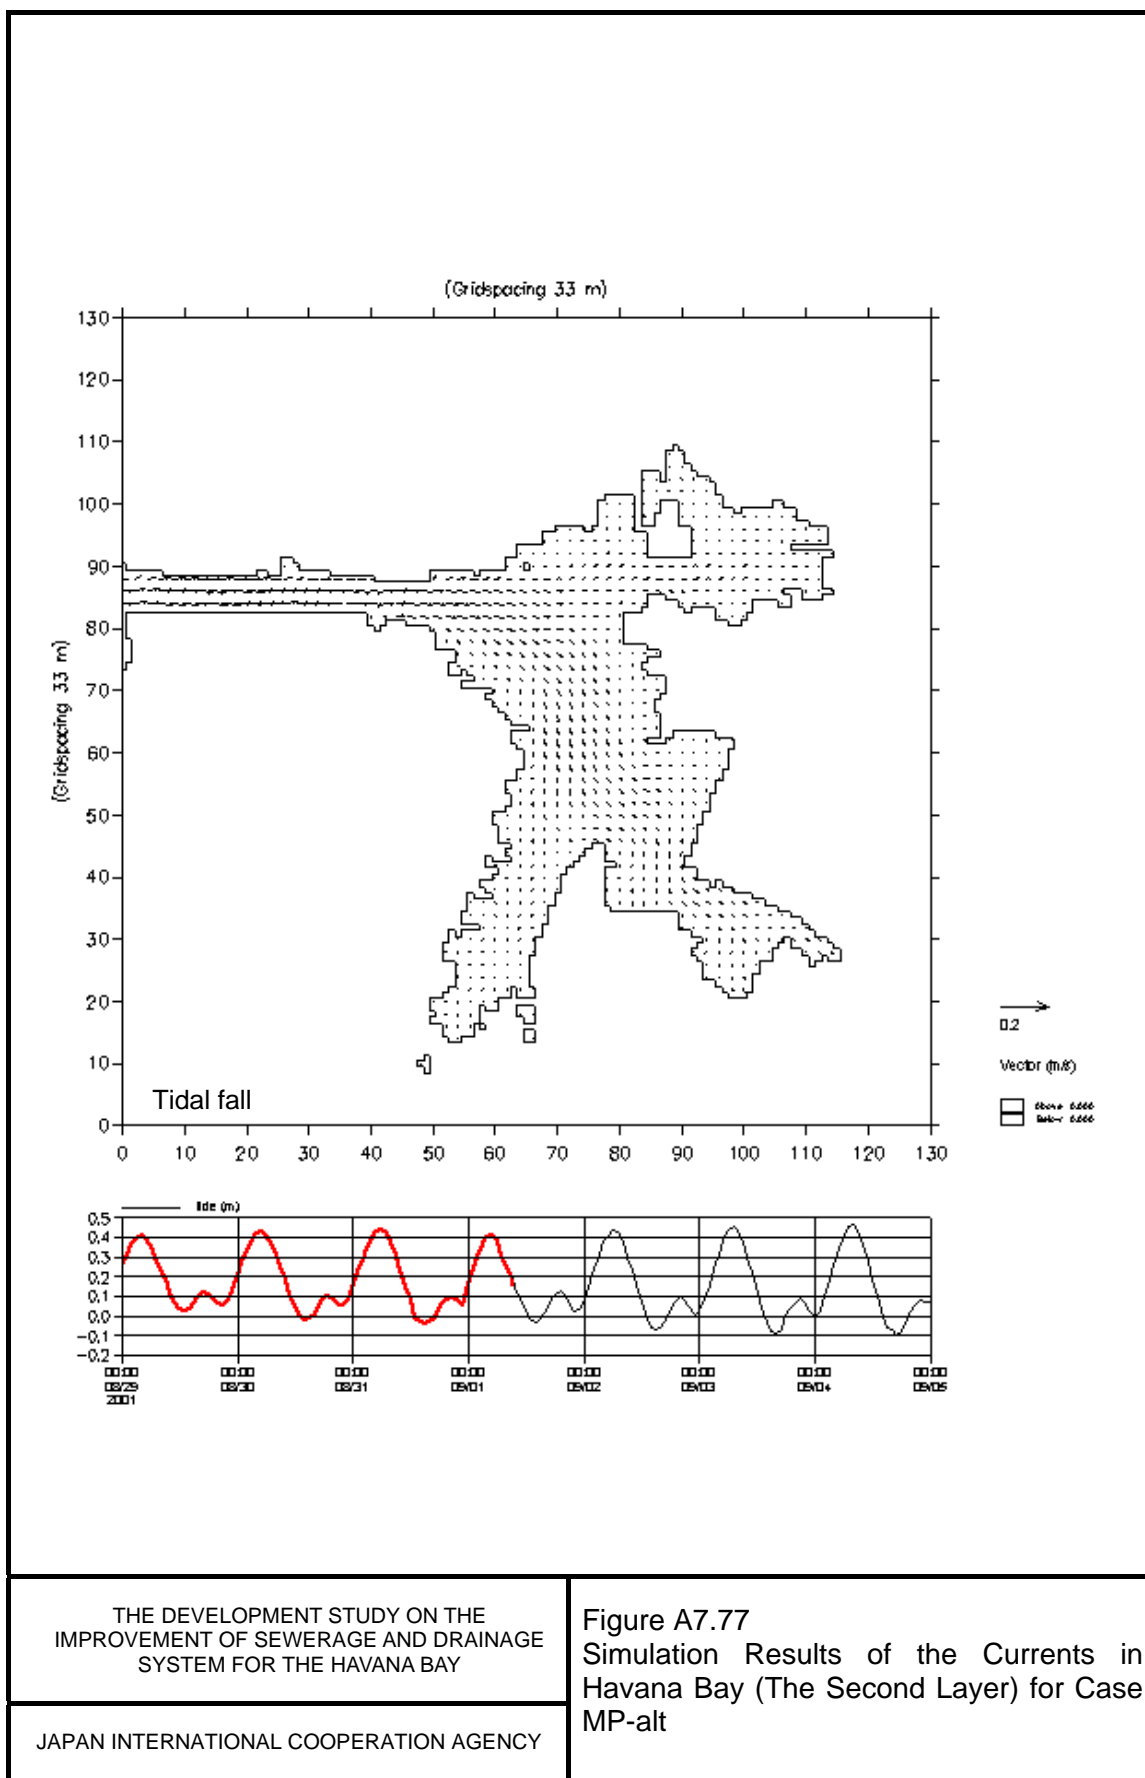 (Gridspacing 33 m)
130
120
110
100
90
80
70
60
50
40
30
20
10
0
(Gridspacing 33 m)
Tidal fall
0 10 20 30 40 50 60 70 80 90 100 110 120 130
0.2
Vector (m/s)
Above 0.666
Below 0.666
tide (m)
0.5
0.4
0.3
0.2
0.1
0.0
-0.1
-0.2
00:00 00:00 00:00 00:00 00:00 00:00 00:00 00:00
08/29 08/30 08/31 09/01 09/02 09/03 09/04 09/05
2001
THE DEVELOPMENT STUDY ON THE
IMPROVEMENT OF SEWERAGE AND DRAINAGE
SYSTEM FOR THE HAVANA BAY
JAPAN INTERNATIONAL COOPERATION AGENCY
Figure A7.77
Simulation Results of the Currents in
Havana Bay (The Second Layer) for Case
MP-alt